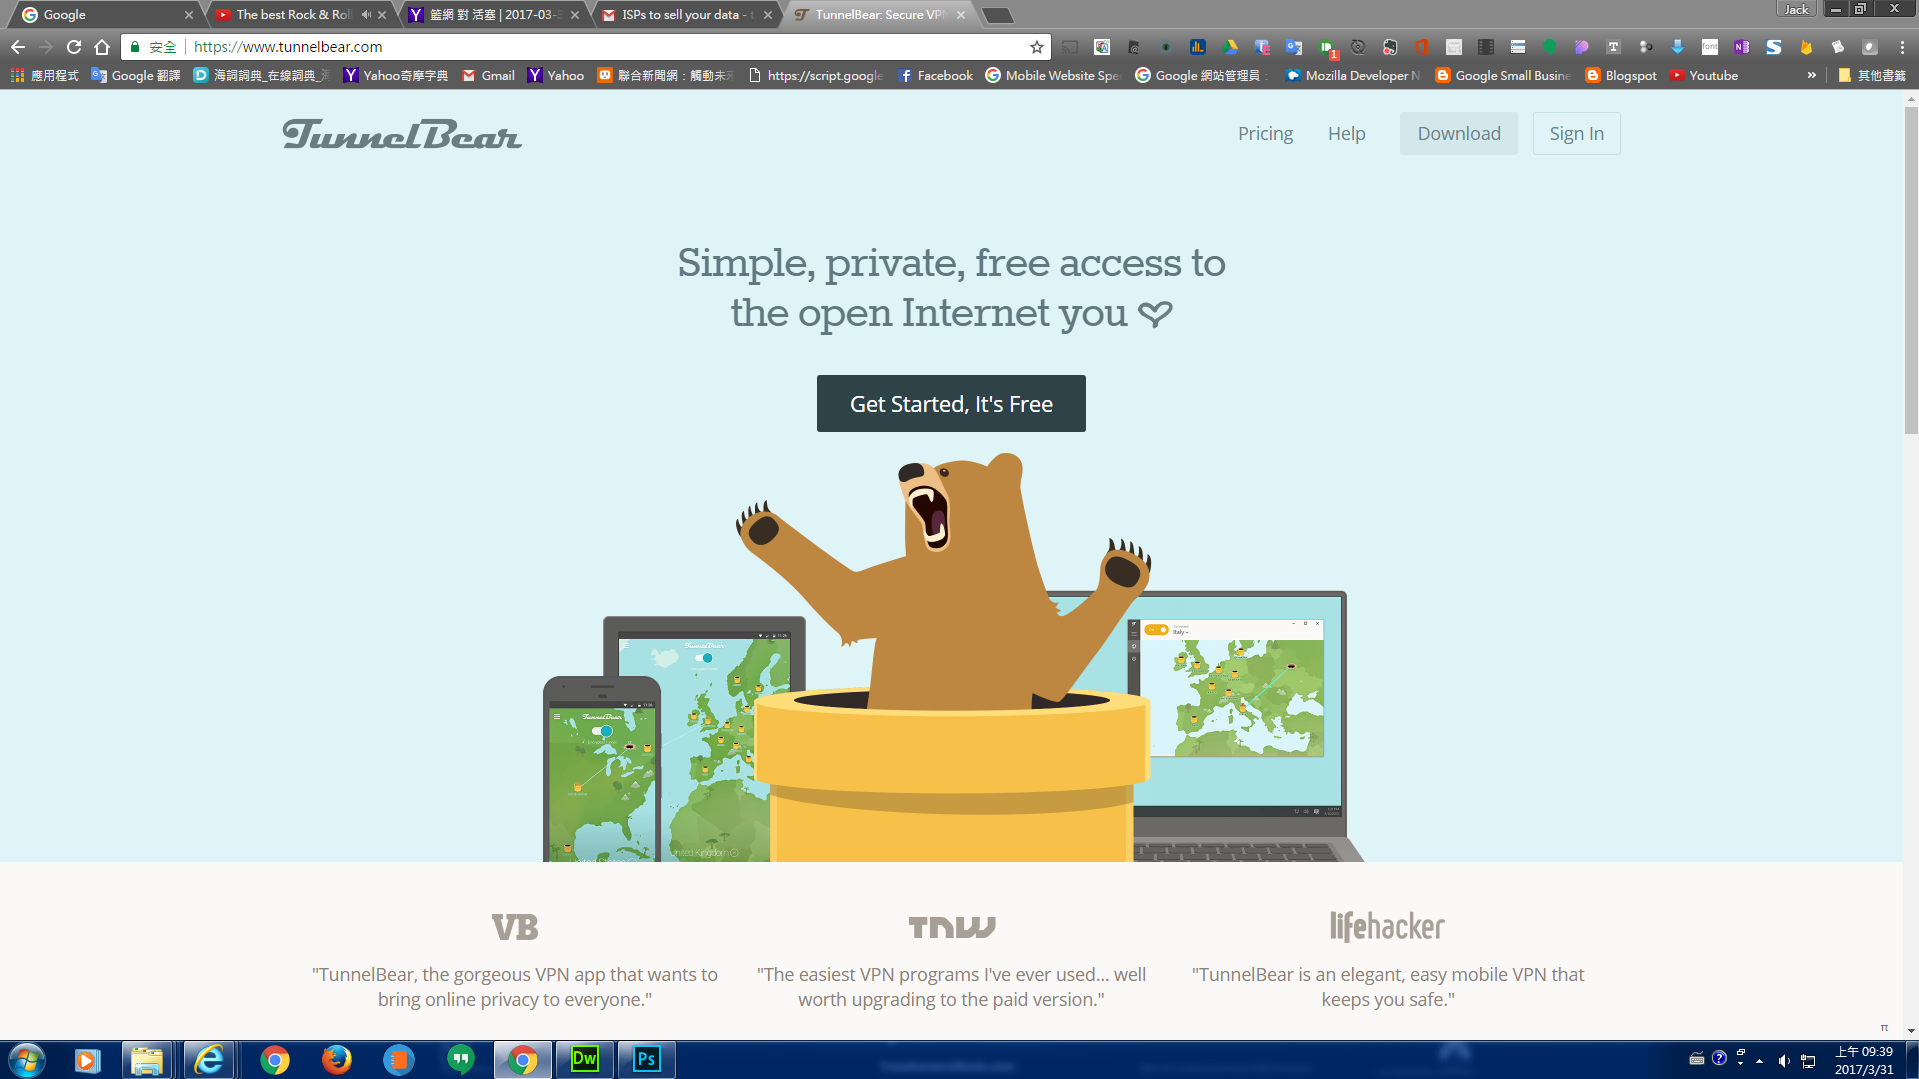 Google
The best Rock & Rol
籃網 對 活塞 | 2017-03-
ISPs to sell your data -
TunnelBear: Secure VPN
Jack
安全
https://www.tunnelbear.com
應用程式
Google 翻譯
海詞詞典_在線詞典_
Yahoo奇摩字典
Gmail
Yahoo
聯合新聞網：觸動未
https://script.google
Facebook
Mobile Website Spe
Google 網站管理員
Mozilla Developer N
Google Small Busine
Blogspot
Youtube
»
其他書籤
TunnelBear
Pricing
Help
Download
Sign In
Simple, private, free access to
the open Internet you
Get Started, It's Free
TunnelBear
Italy
TunnelBear
United Kingdom
United States
VB
TNW
lifehacker
"TunnelBear, the gorgeous VPN app that wants to
bring online privacy to everyone."
"The easiest VPN programs I've ever used... well
worth upgrading to the paid version."
"TunnelBear is an elegant, easy mobile VPN that
keeps you safe."
π
Dw
Ps
上午 09:39
2017/3/31